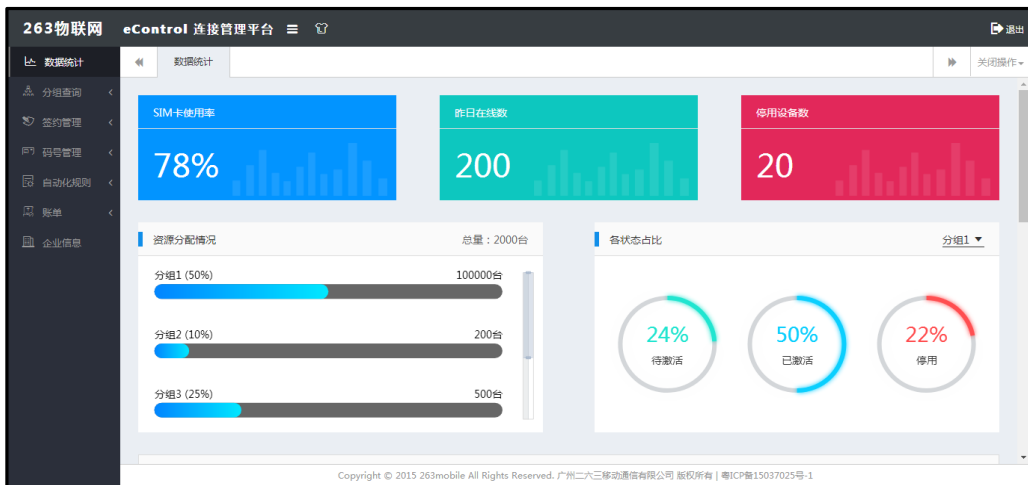 263物联网 eControl 连接管理平台 退出
数据统计
分组查询
签约管理
码号管理
自动化规则
账单
企业信息
数据统计 关闭操作
SIM卡使用率
78%
昨日在线数
200
停用设备数
20
资源分配情况 总量：2000台
分组1 (50%) 100000台
分组2 (10%) 200台
分组3 (25%) 500台
各状态占比 分组1
24%
待激活
50%
已激活
22%
停用
Copyright © 2015 263mobile All Rights Reserved. 广州二六三移动通信有限公司 版权所有 | 粤ICP备15037025号-1